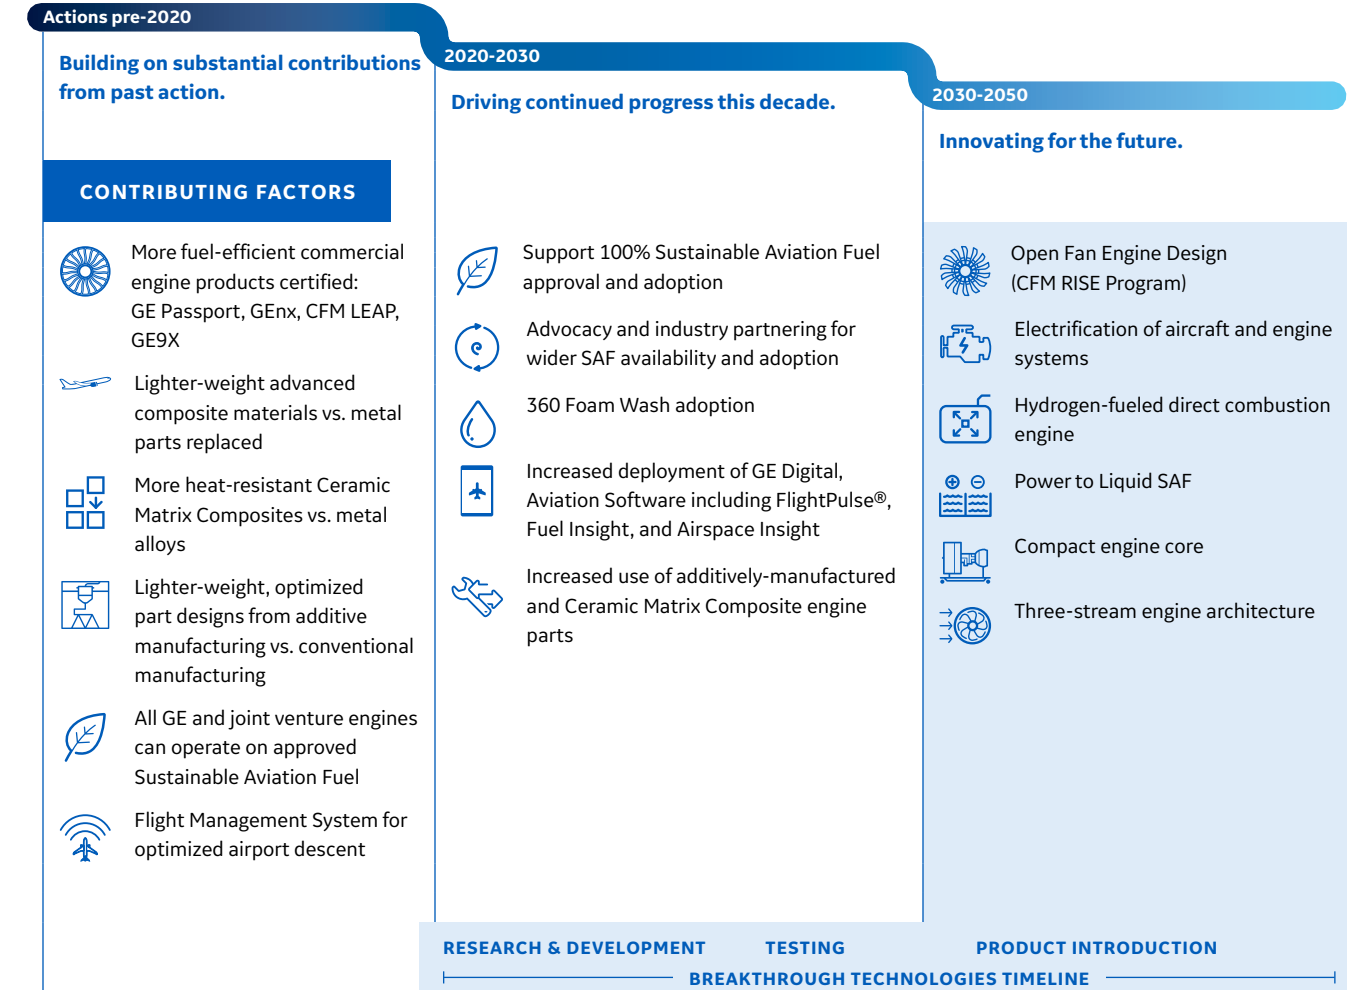 Actions pre-2020
Building on substantial contributions
from past action.
CONTRIBUTING FACTORS
More fuel-efficient commercial
engine products certified:
GE Passport, GEnx, CFM LEAP,
GE9X
Lighter-weight advanced
composite materials vs. metal
parts replaced
More heat-resistant Ceramic
Matrix Composites vs. metal
alloys
Lighter-weight, optimized
part designs from additive
manufacturing vs. conventional
manufacturing
All GE and joint venture engines
can operate on approved
Sustainable Aviation Fuel
Flight Management System for
optimized airport descent
2020-2030
Driving continued progress this decade.
Support 100% Sustainable Aviation Fuel
approval and adoption
Advocacy and industry partnering for
wider SAF availability and adoption
360 Foam Wash adoption
Increased deployment of GE Digital,
Aviation Software including FlightPulse®,
Fuel Insight, and Airspace Insight
Increased use of additively-manufactured
and Ceramic Matrix Composite engine
parts
2030-2050
Innovating for the future.
Open Fan Engine Design
(CFM RISE Program)
Electrification of aircraft and engine
systems
Hydrogen-fueled direct combustion
engine
Power to Liquid SAF
Compact engine core
Three-stream engine architecture
RESEARCH & DEVELOPMENT TESTING PRODUCT INTRODUCTION
BREAKTHROUGH TECHNOLOGIES TIMELINE